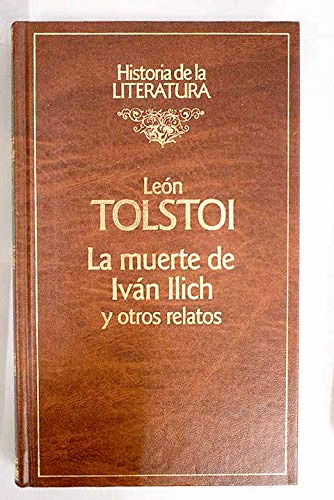 Historia de la
LITERATURA
León
TOLSTOI
La muerte de
Iván Ilich
y otros relatos